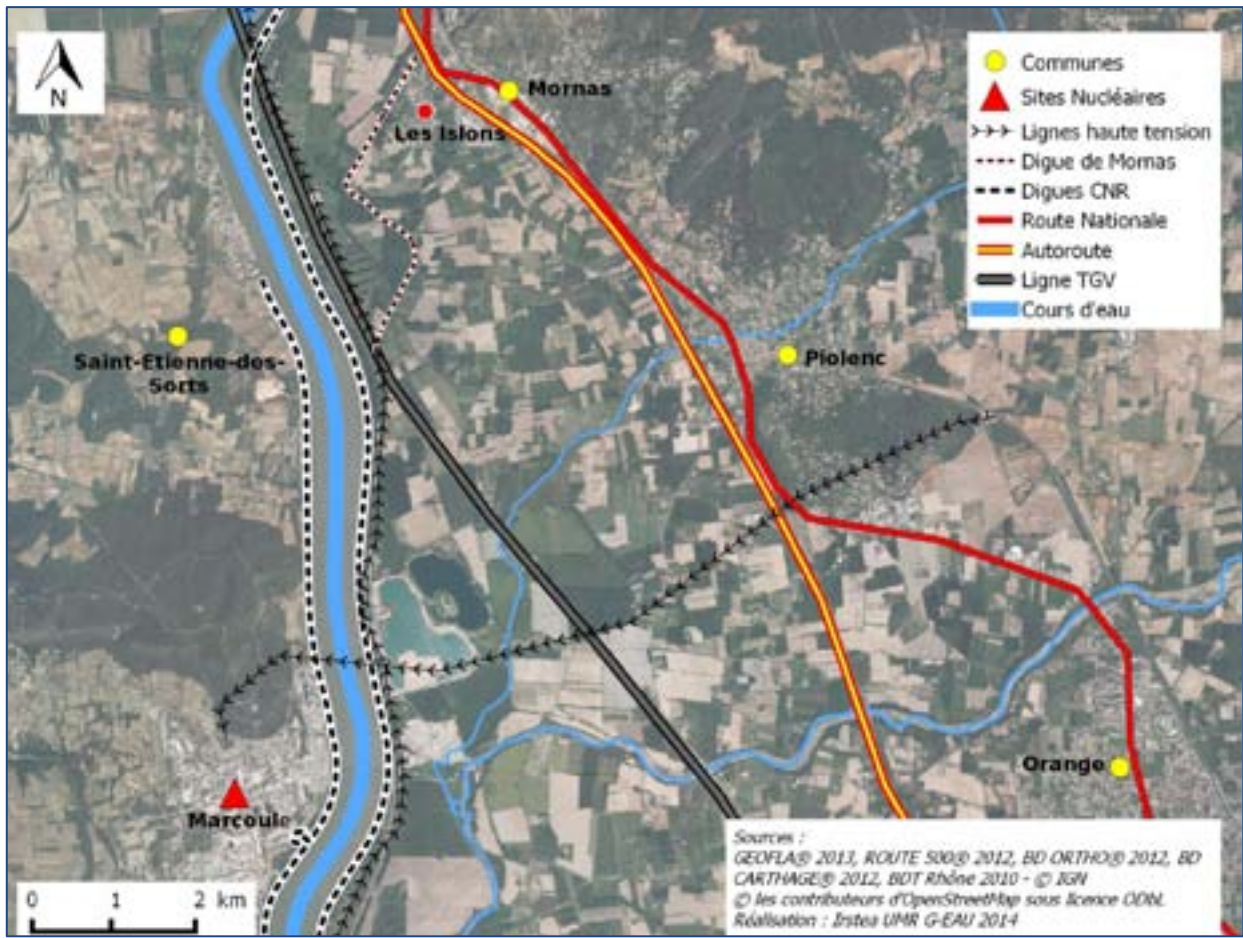 N
Mornas
Les Islons
Saint-Etienne-des-
Sorts
Piolenc
Orange
Marcoule
Communes
Sites Nucléaires
Lignes haute tension
Digue de Mornas
Digues CNR
Route Nationale
Autoroute
Ligne TGV
Cours d'eau
0 1 2 km
Sources :
GEOFLA® 2013, ROUTE 500® 2012, BD ORTHO® 2012, BD
CARTHAGE® 2012, BDT Rhône 2010 - © IGN
© les contributeurs d'OpenStreetMap sous licence ODbL
Réalisation : Irstea UMR G-EAU 2014